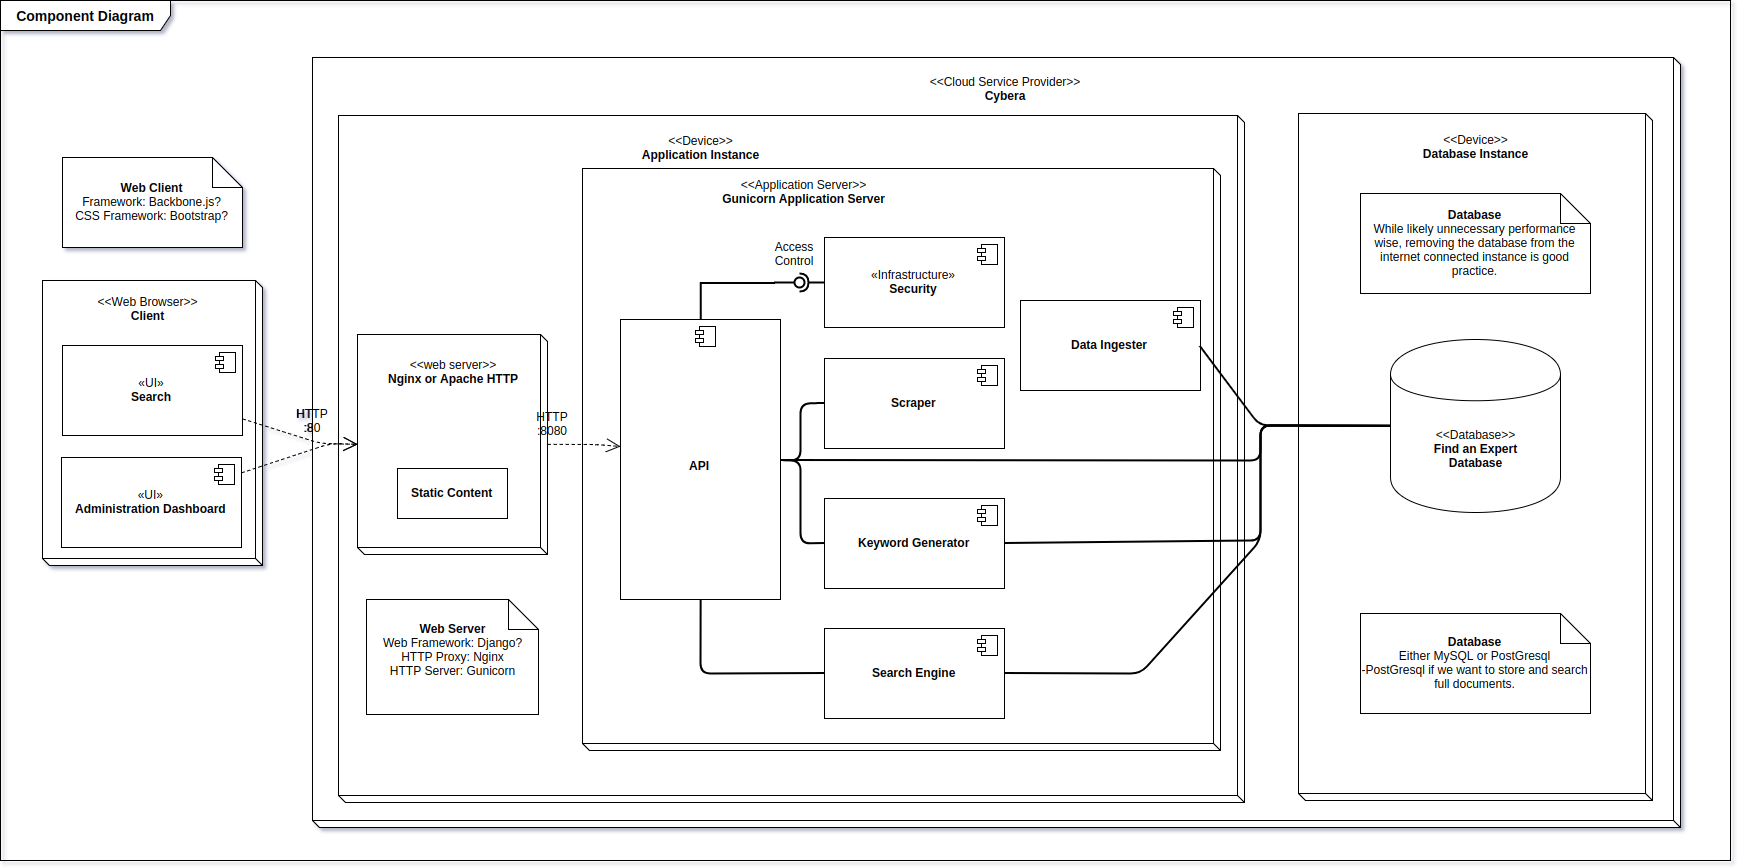 Component Diagram
<<Cloud Service Provider>>
Cybera
<<Device>>
Application Instance
<<Device>>
Database Instance
<<Application Server>>
Gunicorn Application Server
Web Client
Framework: Backbone.js?
CSS Framework: Bootstrap?
<<Web Browser>>
Client
«UI»
Search
«UI»
Administration Dashboard
HTTP
:80
<<web server>>
Nginx or Apache HTTP
Static Content
HTTP
:8080
Web Server
Web Framework: Django?
HTTP Proxy: Nginx
HTTP Server: Gunicorn
API
Access
Control
«Infrastructure»
Security
Data Ingester
Scraper
Keyword Generator
Search Engine
Database
While likely unnecessary performance
wise, removing the database from the
internet connected instance is good
practice.
<<Database>>
Find an Expert
Database
Database
Either MySQL or PostGresql
-PostGresql if we want to store and search
full documents.